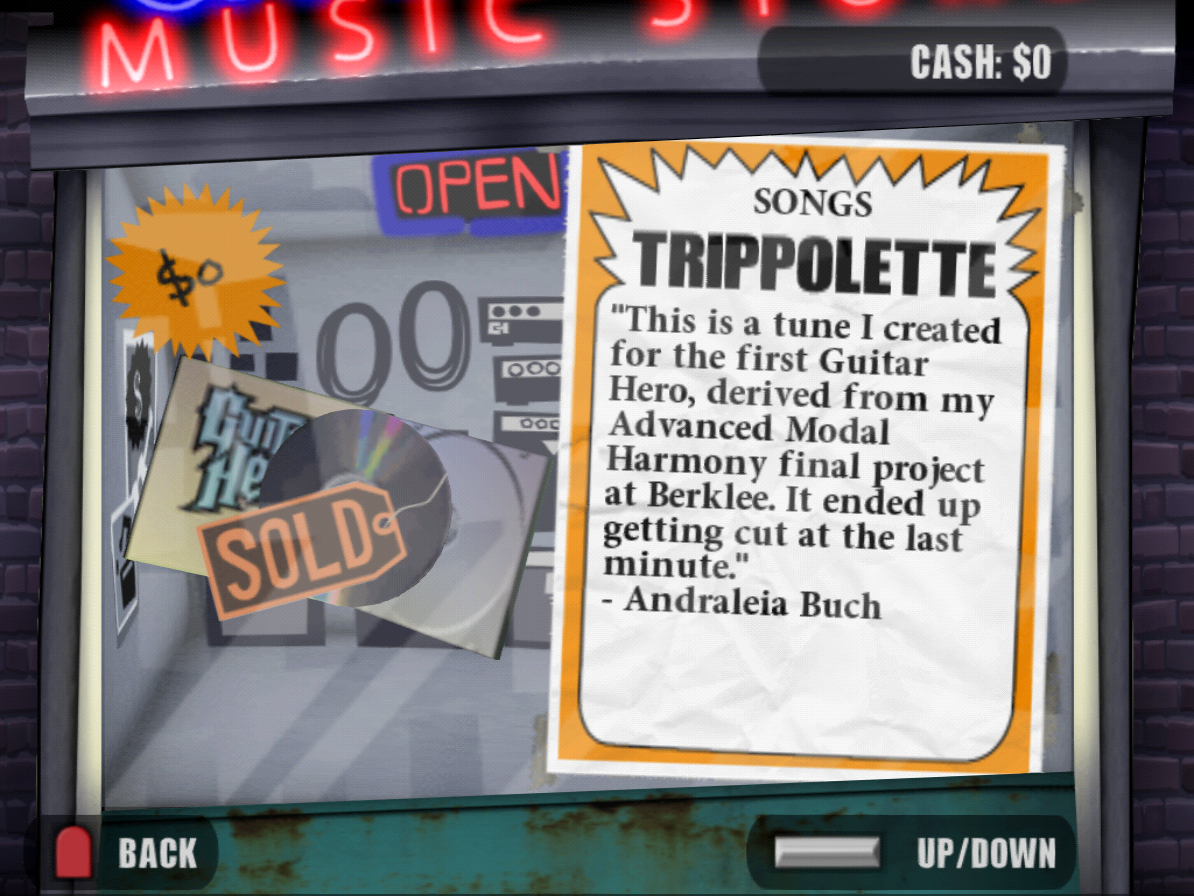 MUSIC
CASH: $0
OPEN
$0
SONGS
TRIPPOLETTE
"This is a tune I created
for the first Guitar
Hero, derived from my
Advanced Modal
Harmony final project
at Berklee. It ended up
getting cut at the last
minute."
- Andraleia Buch
$
SOLD
BACK
UP/DOWN